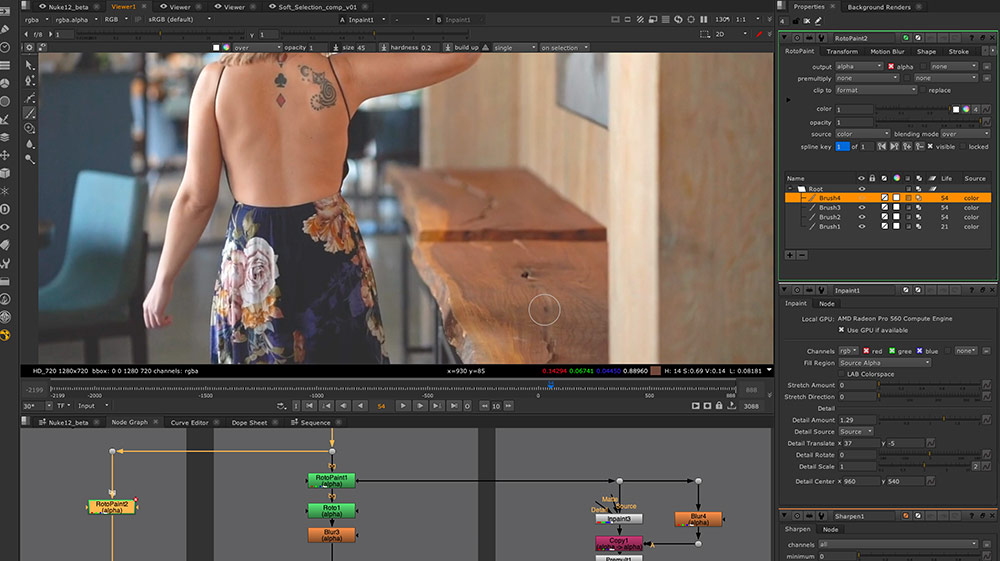 Nuke12_beta Viewer1 Viewer Viewer Soft_Selection_comp_v01
rgba rgba.alpha RGB IP sRGB (default) A Inpaint1 - B Inpaint1 130% 1:1
f/8 1 y 1 2D
over opacity 1 size 45 hardness 0.2 build up single on selection
HD_720 1280x720 bbox: 0 0 1280 720 channels: rgba x=930 y=85 0.14294 0.06741 0.04450 0.88960 H: 14 S:0.69 V:0.14 L: 0.08181
-2199 888
-2000 -1500 -1000 -500 0 500 888
30* TF Input 54 10 3088
Nuke12_beta Node Graph Curve Editor Dope Sheet Sequence
bg
RotoPaint1
(alpha)
bg
RotoPaint2
(alpha)
Roto1
(alpha)
Blur3
(alpha)
Matte
Source
Detail
Inpaint3
Blur4
(alpha)
Copy1
(alpha -> alpha)
A
Premult1
Properties Background Renders
4
RotoPaint2
RotoPaint Transform Motion Blur Shape Stroke
output alpha alpha none
premultiply none none
clip to format replace
color 1 4
opacity 1
source color blending mode over
spline key 1 of 1 visible locked
Name Life Source
Root
Brush4 54 color
Brush3 54 color
Brush2 54 color
Brush1 21 color
Inpaint1
Inpaint Node
Local GPU: AMD Radeon Pro 560 Compute Engine
Use GPU if available
Channels rgb red green blue none
Fill Region Source Alpha
LAB Colorspace
Stretch Amount 0
Stretch Direction 0
Detail
Detail Amount 1.29
Detail Source Source
Detail Translate x 37 y -5
Detail Rotate 0
Detail Scale 1 2
Detail Center x 960 y 540
Sharpen1
Sharpen Node
channels all
minimum 0